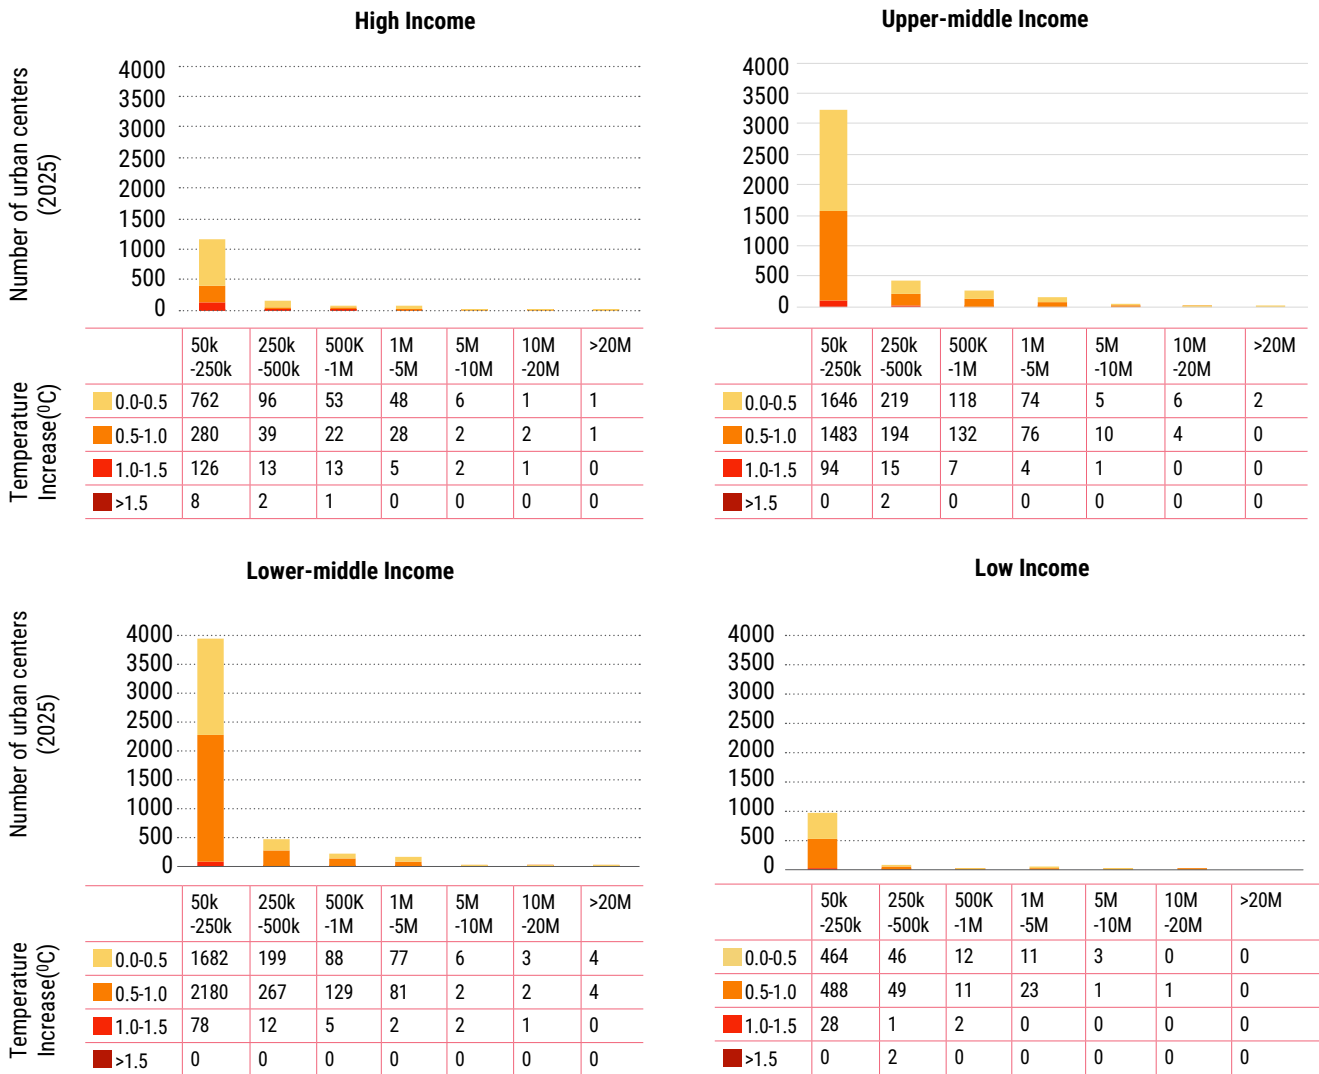 High Income
Number of urban centers
(2025)
4000
3500
3000
2500
2000
1500
1000
500
0
50k -250k 250k -500k 500K -1M 1M -5M 5M -10M 10M -20M >20M
Temperature
Increase(⁰C)
0.0-0.5 762 96 53 48 6 1 1
0.5-1.0 280 39 22 28 2 2 1
1.0-1.5 126 13 13 5 2 1 0
>1.5 8 2 1 0 0 0 0
Upper-middle Income
4000
3500
3000
2500
2000
1500
1000
500
0
50k -250k 250k -500k 500K -1M 1M -5M 5M -10M 10M -20M >20M
0.0-0.5 1646 219 118 74 5 6 2
0.5-1.0 1483 194 132 76 10 4 0
1.0-1.5 94 15 7 4 1 0 0
>1.5 0 2 0 0 0 0 0
Lower-middle Income
Number of urban centers
(2025)
4000
3500
3000
2500
2000
1500
1000
500
0
50k -250k 250k -500k 500K -1M 1M -5M 5M -10M 10M -20M >20M
Temperature
Increase(⁰C)
0.0-0.5 1682 199 88 77 6 3 4
0.5-1.0 2180 267 129 81 2 2 4
1.0-1.5 78 12 5 2 2 1 0
>1.5 0 0 0 0 0 0 0
Low Income
4000
3500
3000
2500
2000
1500
1000
500
0
50k -250k 250k -500k 500K -1M 1M -5M 5M -10M 10M -20M >20M
0.0-0.5 464 46 12 11 3 0 0
0.5-1.0 488 49 11 23 1 1 0
1.0-1.5 28 1 2 0 0 0 0
>1.5 0 2 0 0 0 0 0